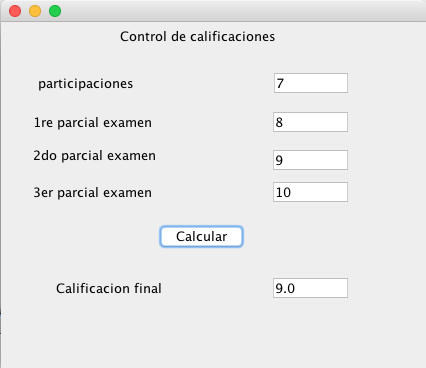 Control de calificaciones
participaciones 7
1re parcial examen 8
2do parcial examen 9
3er parcial examen 10
Calcular
Calificacion final 9.0